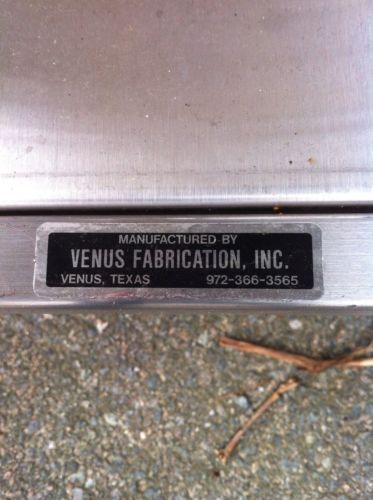 MANUFACTURED BY
VENUS FABRICATION, INC.
VENUS, TEXAS 972-366-3565